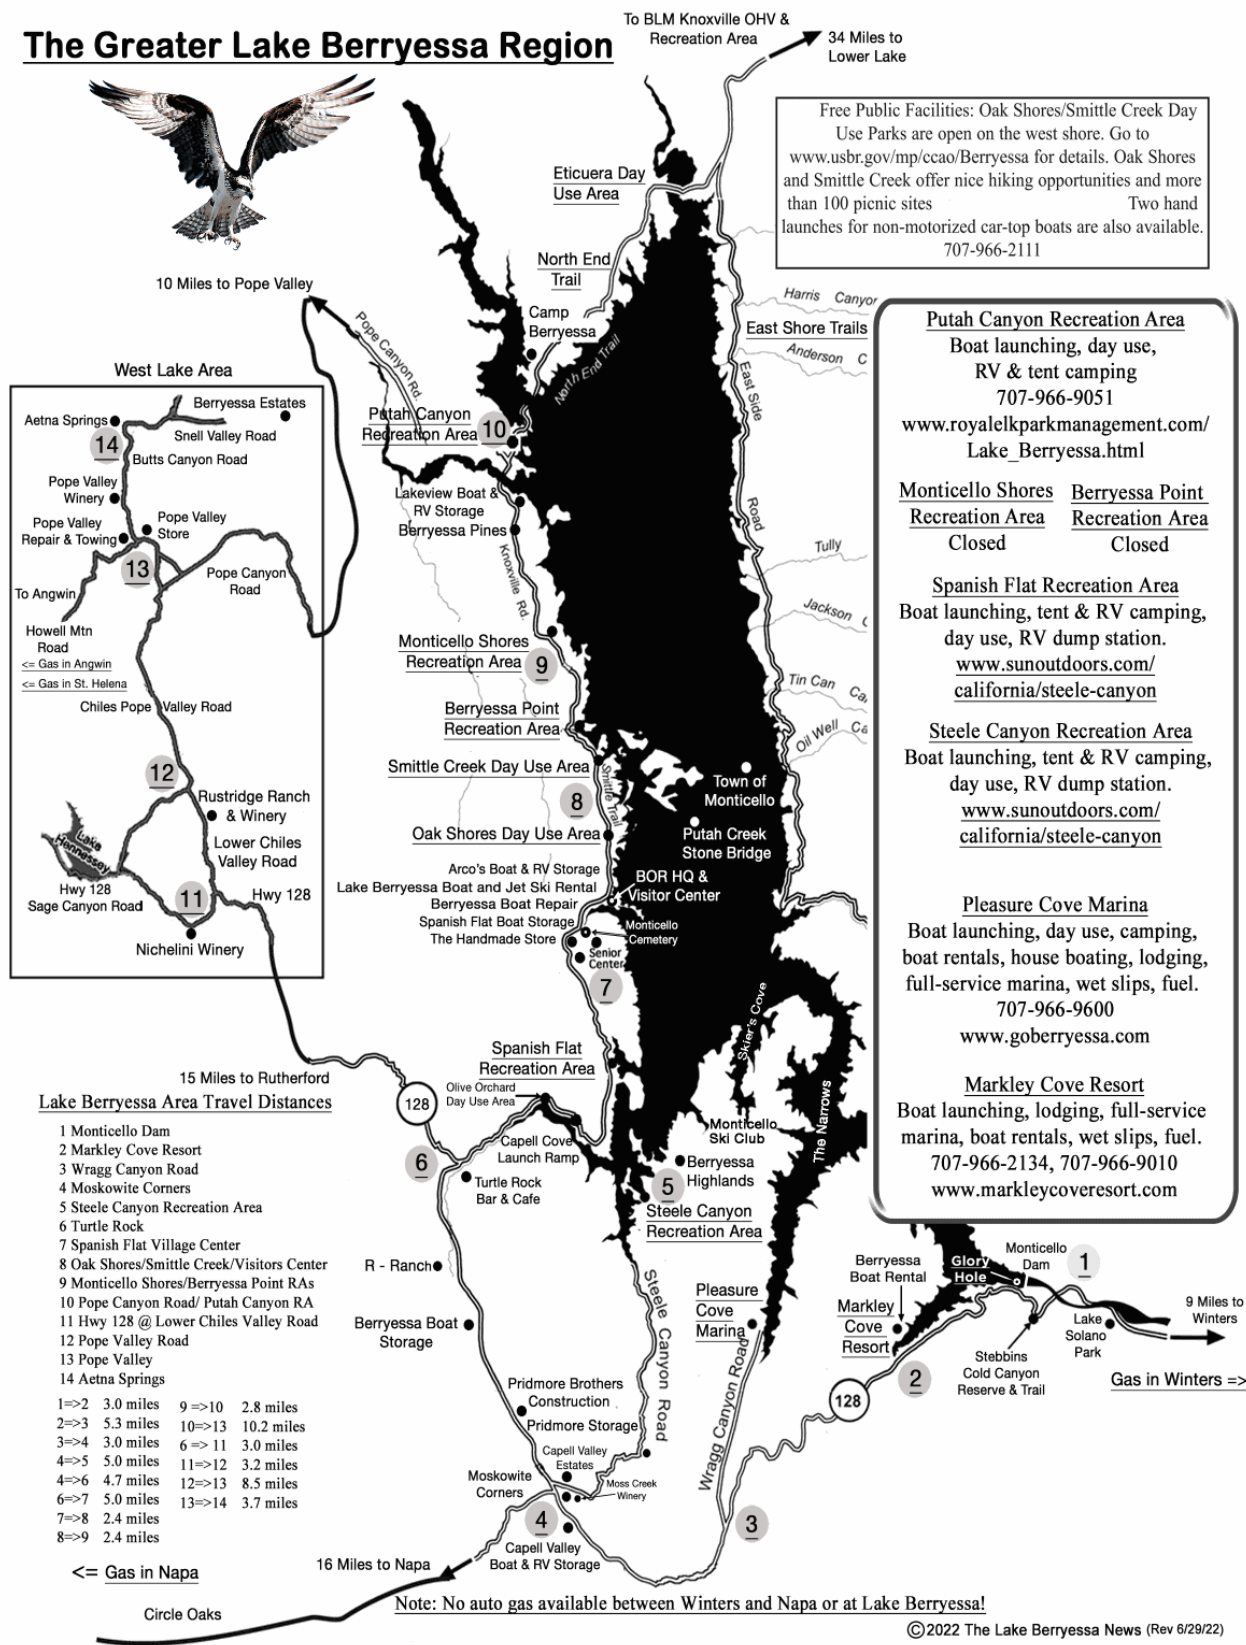 The Greater Lake Berryessa Region
To BLM Knoxville OHV &
Recreation Area
34 Miles to
Lower Lake
Free Public Facilities: Oak Shores/Smittle Creek Day
Use Parks are open on the west shore. Go to
www.usbr.gov/mp/ccao/Berryessa for details. Oak Shores
and Smittle Creek offer nice hiking opportunities and more
than 100 picnic sites Two hand
launches for non-motorized car-top boats are also available.
707-966-2111
Eticuera Day
Use Area
North End
Trail
Camp
Berryessa
North End Trail
10 Miles to Pope Valley
Pope Canyon Rd.
Harris Canyon
East Shore Trails
Anderson C
East Side
Road
Tully
Jackson C
Tin Can Ca
Oil Well Ca
Putah Canyon
Recreation Area
10
Lakeview Boat &
RV Storage
Berryessa Pines
Knoxville Rd.
Monticello Shores
Recreation Area
9
Berryessa Point
Recreation Area
Smittle Creek Day Use Area
8
Smittle Trail
Oak Shores Day Use Area
Town of
Monticello
Putah Creek
Stone Bridge
Arco's Boat & RV Storage
Lake Berryessa Boat and Jet Ski Rental
Berryessa Boat Repair
Spanish Flat Boat Storage
The Handmade Store
BOR HQ &
Visitor Center
Monticello
Cemetery
Senior
Center
7
West Lake Area
Berryessa Estates
Aetna Springs
Snell Valley Road
14
Butts Canyon Road
Pope Valley
Winery
Pope Valley
Repair & Towing
Pope Valley
Store
13
Pope Canyon
Road
To Angwin
Howell Mtn
Road
<= Gas in Angwin
<= Gas in St. Helena
Chiles Pope Valley Road
12
Rustridge Ranch
& Winery
Lower Chiles
Valley Road
Lake
Hennessey
Hwy 128
Sage Canyon Road
11
Hwy 128
Nichelini Winery
Putah Canyon Recreation Area
Boat launching, day use,
RV & tent camping
707-966-9051
www.royalelkparkmanagement.com/
Lake_Berryessa.html
Monticello Shores
Recreation Area
Closed
Berryessa Point
Recreation Area
Closed
Spanish Flat Recreation Area
Boat launching, tent & RV camping,
day use, RV dump station.
www.sunoutdoors.com/
california/steele-canyon
Steele Canyon Recreation Area
Boat launching, tent & RV camping,
day use, RV dump station.
www.sunoutdoors.com/
california/steele-canyon
Pleasure Cove Marina
Boat launching, day use, camping,
boat rentals, house boating, lodging,
full-service marina, wet slips, fuel.
707-966-9600
www.goberryessa.com
Markley Cove Resort
Boat launching, lodging, full-service
marina, boat rentals, wet slips, fuel.
707-966-2134, 707-966-9010
www.markleycoveresort.com
Skier's Cove
The Narrows
Spanish Flat
Recreation Area
Olive Orchard
Day Use Area
15 Miles to Rutherford
128
Capell Cove
Launch Ramp
Monticello
Ski Club
6
Turtle Rock
Bar & Cafe
Berryessa
Highlands
5
Steele Canyon
Recreation Area
R - Ranch
Berryessa Boat
Storage
Steele Canyon Road
Pleasure
Cove
Marina
Wragg Canyon Road
Pridmore Brothers
Construction
Pridmore Storage
Capell Valley
Estates
Moss Creek
Winery
Moskowite
Corners
4
Capell Valley
Boat & RV Storage
3
Berryessa
Boat Rental
Markley
Cove
Resort
Glory
Hole
Monticello
Dam
1
9 Miles to
Winters
Lake
Solano
Park
Stebbins
Cold Canyon
Reserve & Trail
2
128
Gas in Winters =>
Lake Berryessa Area Travel Distances
1 Monticello Dam
2 Markley Cove Resort
3 Wragg Canyon Road
4 Moskowite Corners
5 Steele Canyon Recreation Area
6 Turtle Rock
7 Spanish Flat Village Center
8 Oak Shores/Smittle Creek/Visitors Center
9 Monticello Shores/Berryessa Point RAs
10 Pope Canyon Road/ Putah Canyon RA
11 Hwy 128 @ Lower Chiles Valley Road
12 Pope Valley Road
13 Pope Valley
14 Aetna Springs
1=>2 3.0 miles
2=>3 5.3 miles
3=>4 3.0 miles
4=>5 5.0 miles
4=>6 4.7 miles
6=>7 5.0 miles
7=>8 2.4 miles
8=>9 2.4 miles
9 =>10 2.8 miles
10=>13 10.2 miles
6 => 11 3.0 miles
11=>12 3.2 miles
12=>13 8.5 miles
13=>14 3.7 miles
<= Gas in Napa
16 Miles to Napa
Circle Oaks
Note: No auto gas available between Winters and Napa or at Lake Berryessa!
©2022 The Lake Berryessa News (Rev 6/29/22)